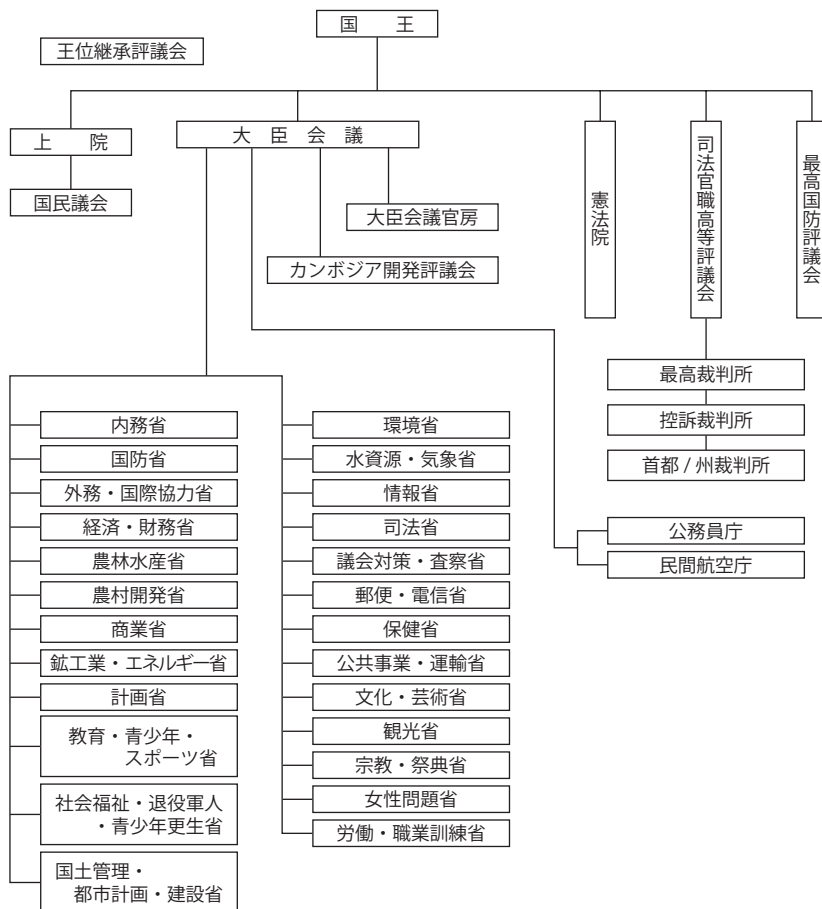 国　王
王位継承評議会
上　院
国民議会
大　臣　会　議
大臣会議官房
カンボジア開発評議会
憲法院
司法官職高等評議会
最高国防評議会
最高裁判所
控訴裁判所
首都 / 州裁判所
公務員庁
民間航空庁
内務省
国防省
外務・国際協力省
経済・財務省
農林水産省
農村開発省
商業省
鉱工業・エネルギー省
計画省
教育・青少年・
スポーツ省
社会福祉・退役軍人
・青少年更生省
国土管理・
都市計画・建設省
環境省
水資源・気象省
情報省
司法省
議会対策・査察省
郵便・電信省
保健省
公共事業・運輸省
文化・芸術省
観光省
宗教・祭典省
女性問題省
労働・職業訓練省